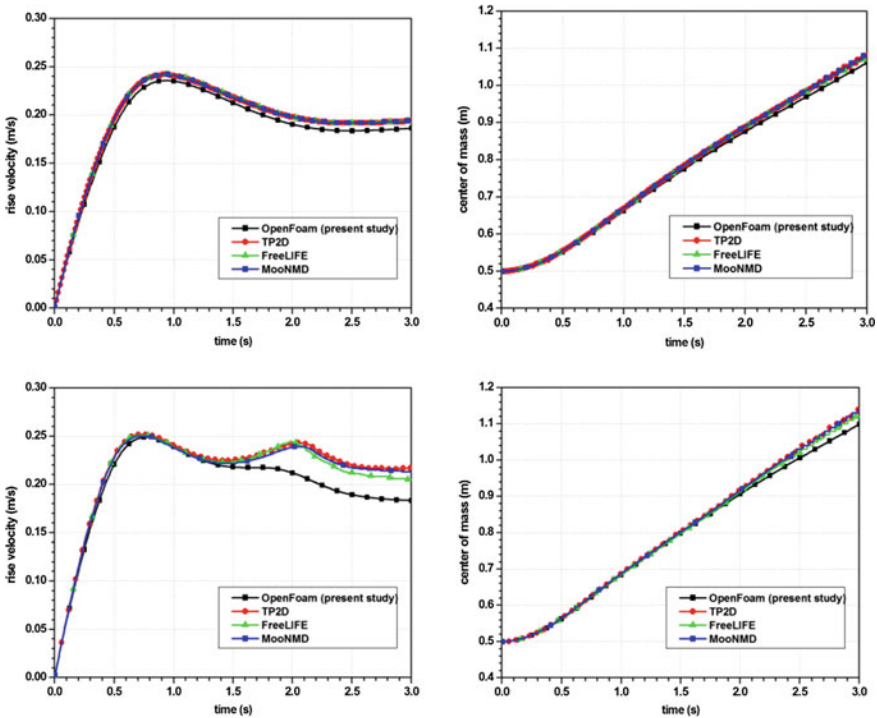 0.30
0.25
0.20
0.15
0.10
0.05
0.00
rise velocity (m/s)
OpenFoam (present study)
TP2D
FreeLIFE
MooNMD
0.0 0.5 1.0 1.5 2.0 2.5 3.0
time (s)
1.2
1.1
1.0
0.9
0.8
0.7
0.6
0.5
0.4
center of mass (m)
OpenFoam (present study)
TP2D
FreeLIFE
MooNMD
0.0 0.5 1.0 1.5 2.0 2.5 3.0
time (s)
0.30
0.25
0.20
0.15
0.10
0.05
0.00
rise velocity (m/s)
OpenFoam (present study)
TP2D
FreeLIFE
MooNMD
0.0 0.5 1.0 1.5 2.0 2.5 3.0
time (s)
1.2
1.1
1.0
0.9
0.8
0.7
0.6
0.5
0.4
center of mass (m)
OpenFoam (present study)
TP2D
FreeLIFE
MooNMD
0.0 0.5 1.0 1.5 2.0 2.5 3.0
time (s)